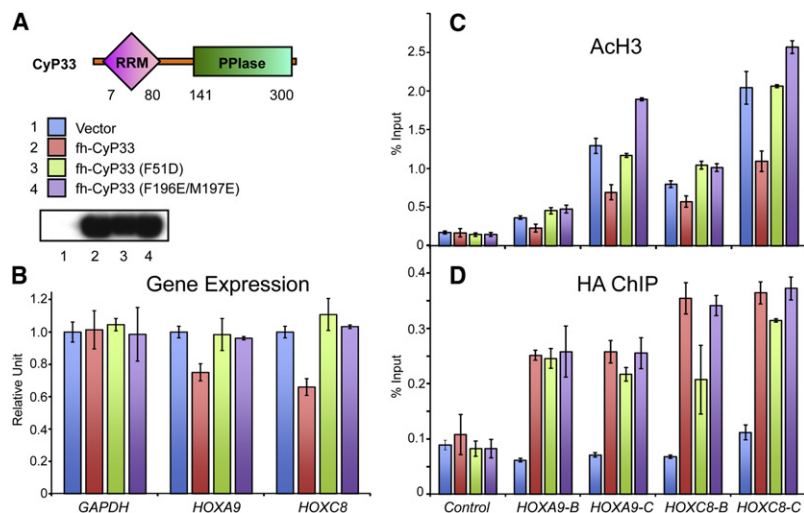 A
CyP33
RRM
PPIase
7 80 141 300
1 Vector
2 fh-CyP33
3 fh-CyP33 (F51D)
4 fh-CyP33 (F196E/M197E)
1 2 3 4
B
Gene Expression
Relative Unit
1.2
1.0
0.8
0.6
0.4
0.2
0
GAPDH HOXA9 HOXC8
C
AcH3
% Input
2.5
2.0
1.5
1.0
0.5
0.0
D
HA ChIP
% Input
0.4
0.3
0.2
0.1
0
Control HOXA9-B HOXA9-C HOXC8-B HOXC8-C